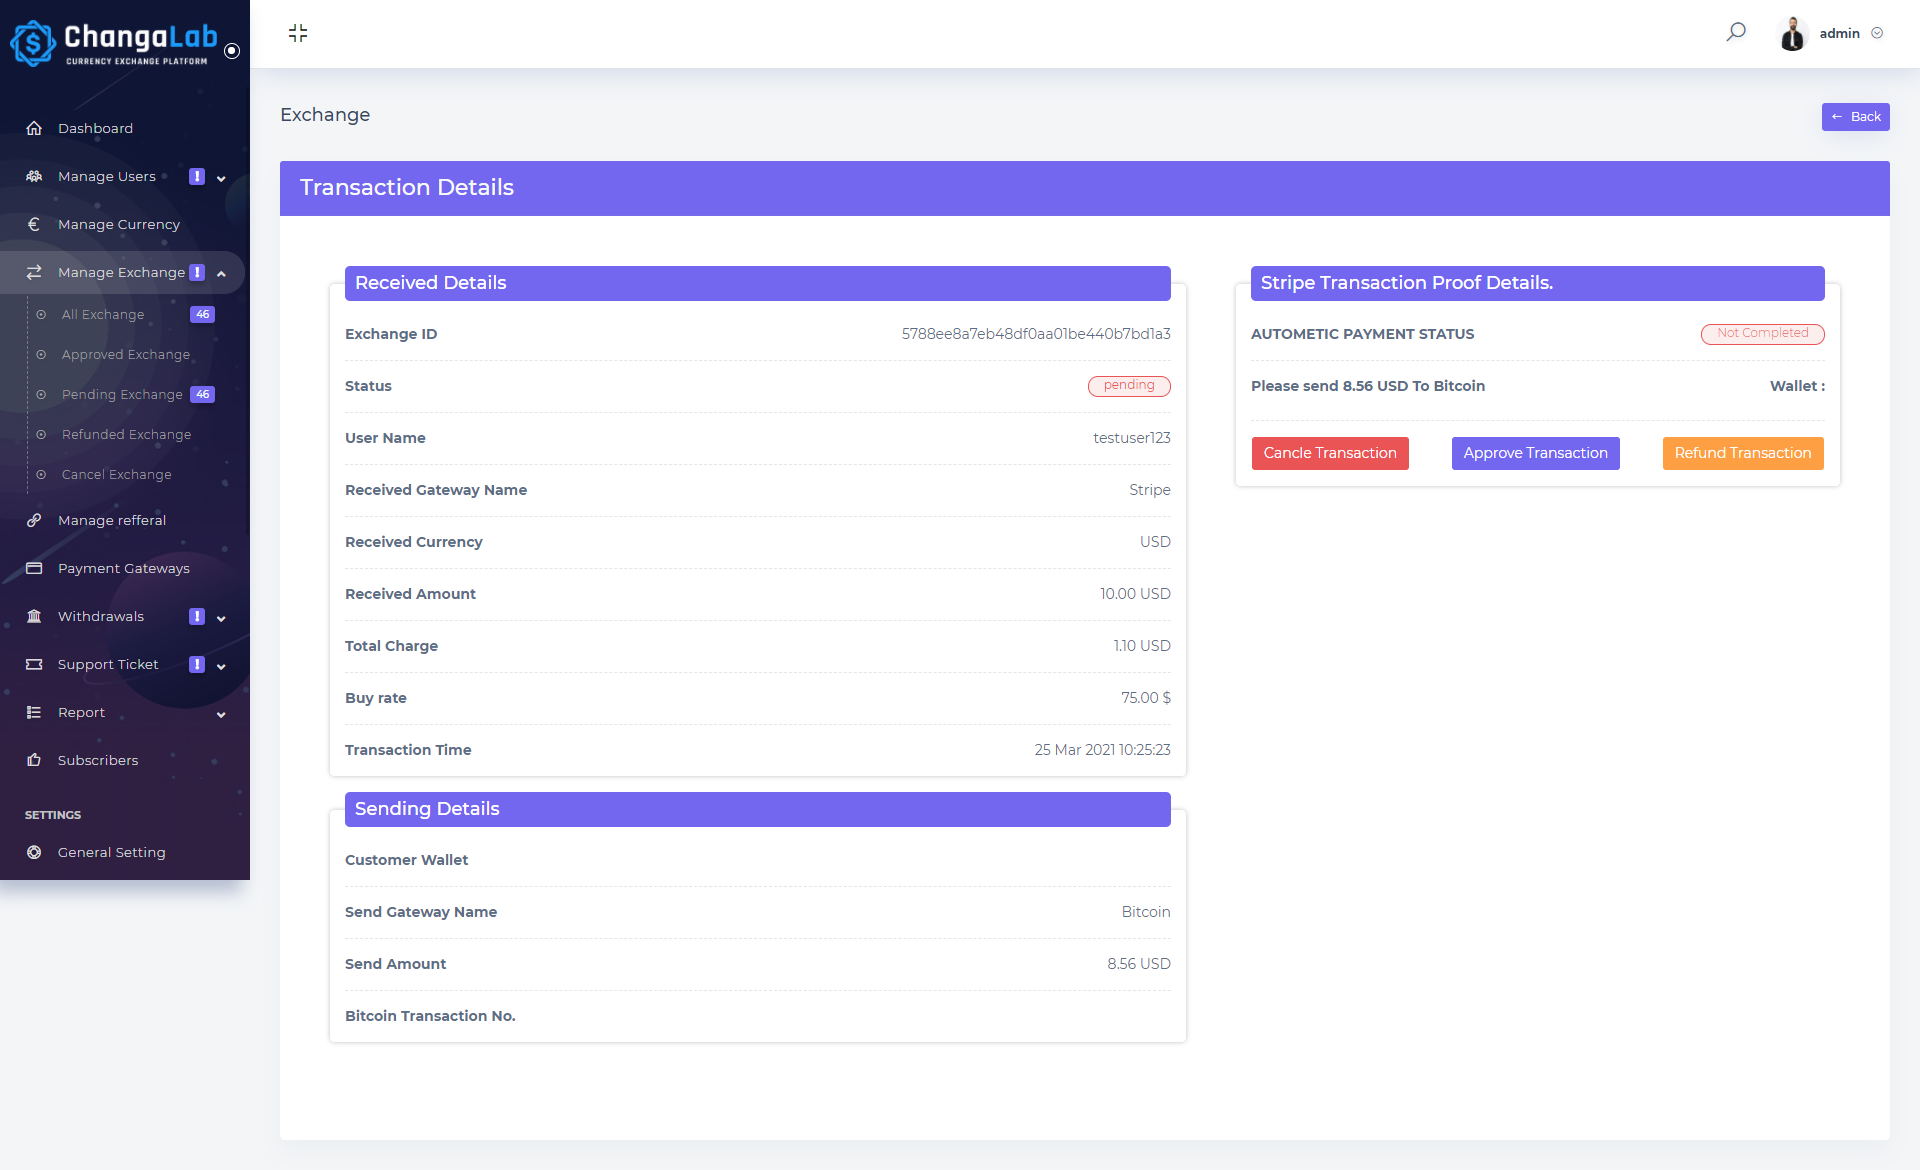 ChangaLab
CURRENCY EXCHANGE PLATFORM
Dashboard
Manage Users
Manage Currency
Manage Exchange
All Exchange 46
Approved Exchange
Pending Exchange 46
Refunded Exchange
Cancel Exchange
Manage refferal
Payment Gateways
Withdrawals
Support Ticket
Report
Subscribers
SETTINGS
General Setting
admin
Exchange
← Back
Transaction Details
Received Details
Exchange ID 5788ee8a7eb48df0aa01be440b7bd1a3
Status pending
User Name testuser123
Received Gateway Name Stripe
Received Currency USD
Received Amount 10.00 USD
Total Charge 1.10 USD
Buy rate 75.00 $
Transaction Time 25 Mar 2021 10:25:23
Sending Details
Customer Wallet
Send Gateway Name Bitcoin
Send Amount 8.56 USD
Bitcoin Transaction No.
Stripe Transaction Proof Details.
AUTOMETIC PAYMENT STATUS Not Completed
Please send 8.56 USD To Bitcoin Wallet :
Cancle Transaction Approve Transaction Refund Transaction